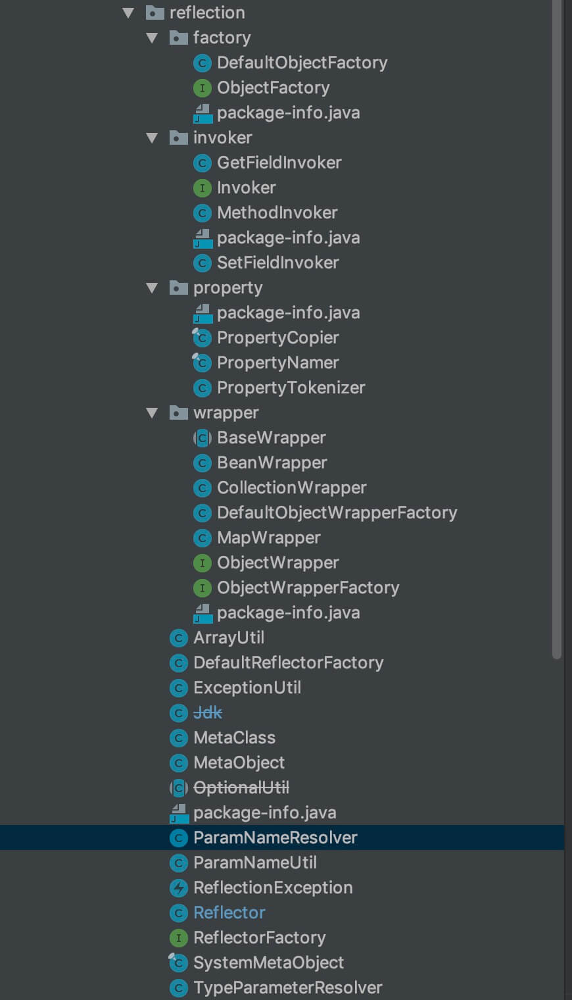 reflection
factory
DefaultObjectFactory
ObjectFactory
package-info.java
invoker
GetFieldInvoker
Invoker
MethodInvoker
package-info.java
SetFieldInvoker
property
package-info.java
PropertyCopier
PropertyNamer
PropertyTokenizer
wrapper
BaseWrapper
BeanWrapper
CollectionWrapper
DefaultObjectWrapperFactory
MapWrapper
ObjectWrapper
ObjectWrapperFactory
package-info.java
ArrayUtil
DefaultReflectorFactory
ExceptionUtil
Jdk
MetaClass
MetaObject
OptionalUtil
package-info.java
ParamNameResolver
ParamNameUtil
ReflectionException
Reflector
ReflectorFactory
SystemMetaObject
TypeParameterResolver